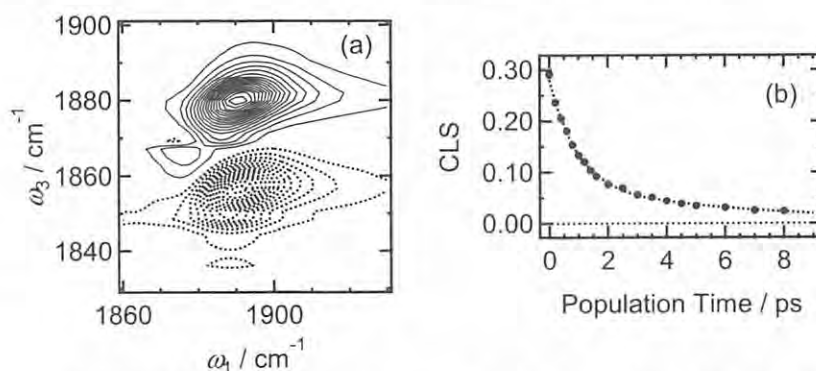 1900
1880
1860
1840
ω3 / cm-1
(a)
1860
1900
ω1 / cm-1
0.30
0.20
0.10
0.00
CLS
(b)
0
2
4
6
8
Population Time / ps